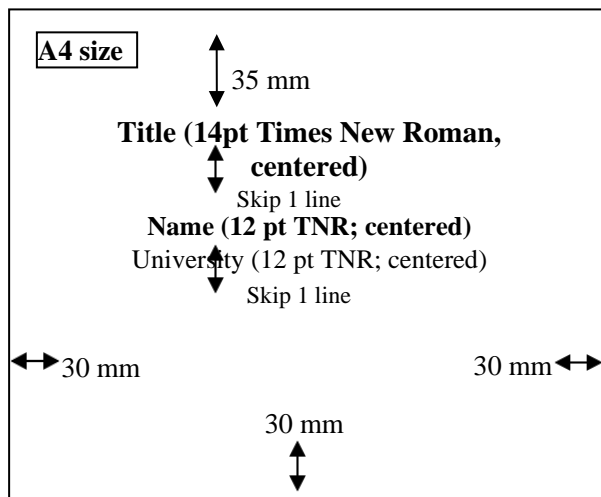 A4 size
35 mm
Title (14pt Times New Roman,
centered)
Skip 1 line
Name (12 pt TNR; centered)
University (12 pt TNR; centered)
Skip 1 line
30 mm 30 mm
30 mm